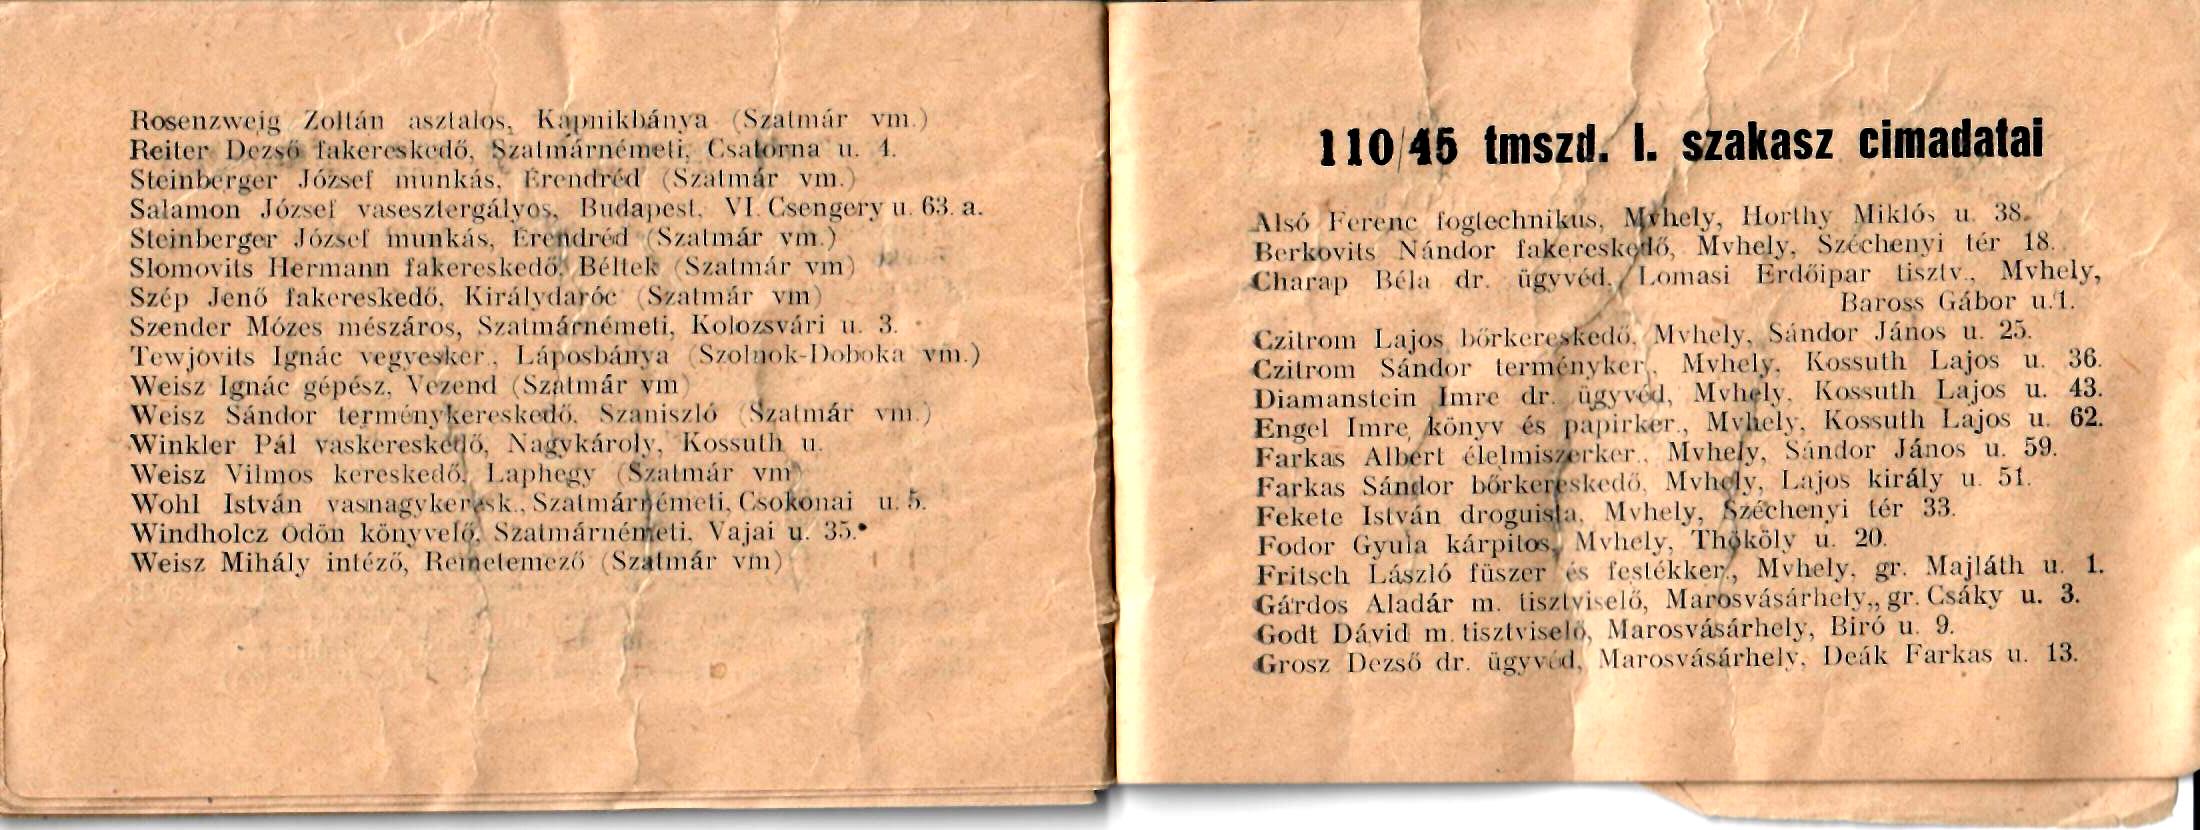 Rosenzweig Zoltán asztalos, Kapnikbánya (Szatmár vm.)
Reiter Dezső fakereskedő, Szatmárnémeti, Csatorna u. 4.
Steinberger József munkás, Érendréd (Szatmár vm.)
Salamon József vasesztergályos, Budapest, VI. Csengery u. 63. a.
Steinberger József munkás, Érendréd (Szatmár vm.)
Slomovits Hermann fakereskedő, Béltek (Szatmár vm)
Szép Jenő fakereskedő, Királydaróc (Szatmár vm)
Szender Mózes mészáros, Szatmárnémeti, Kolozsvári u. 3.
Tewjovits Ignác vegyesker., Láposbánya (Szolnok-Doboka vm.)
Weisz Ignác gépész, Vezend (Szatmár vm)
Weisz Sándor terménykereskedő, Szaniszló (Szatmár vm.)
Winkler Pál vaskereskedő, Nagykároly, Kossuth u.
Weisz Vilmos kereskedő, Laphegy (Szatmár vm)
Wohl István vasnagykeresk., Szatmárnémeti, Csokonai u. 5.
Windholcz Ödön könyvelő, Szatmárnémeti, Vajai u. 35.
Weisz Mihály intéző, Remetemező (Szatmár vm)
110/45 tmszd. I. szakasz cimadatai
Alsó Ferenc fogtechnikus, Mvhely, Horthy Miklós u. 38.
Berkovits Nándor fakereskedő, Mvhely, Széchenyi tér 18.
Charap Béla dr. ügyvéd, Lomasi Erdőipar tisztv., Mvhely,
Baross Gábor u. 1.
Czitrom Lajos bőrkereskedő, Mvhely, Sándor János u. 25.
Czitrom Sándor terményker., Mvhely, Kossuth Lajos u. 36.
Diamanstein Imre dr. ügyvéd, Mvhely, Kossuth Lajos u. 43.
Engel Imre könyv és papirker., Mvhely, Kossuth Lajos u. 62.
Farkas Albert élelmiszerker., Mvhely, Sándor János u. 59.
Farkas Sándor bőrkereskedő, Mvhely, Lajos király u. 51.
Fekete István droguista, Mvhely, Széchenyi tér 33.
Fodor Gyula kárpitos, Mvhely, Thököly u. 20.
Fritsch László füszer és festékker., Mvhely, gr. Majláth u. 1.
Gárdos Aladár m. tisztviselő, Marosvásárhely,, gr. Csáky u. 3.
Godt Dávid m. tisztviselő, Marosvásárhely, Biró u. 9.
Grosz Dezső dr. ügyvéd, Marosvásárhely, Deák Farkas u. 13.